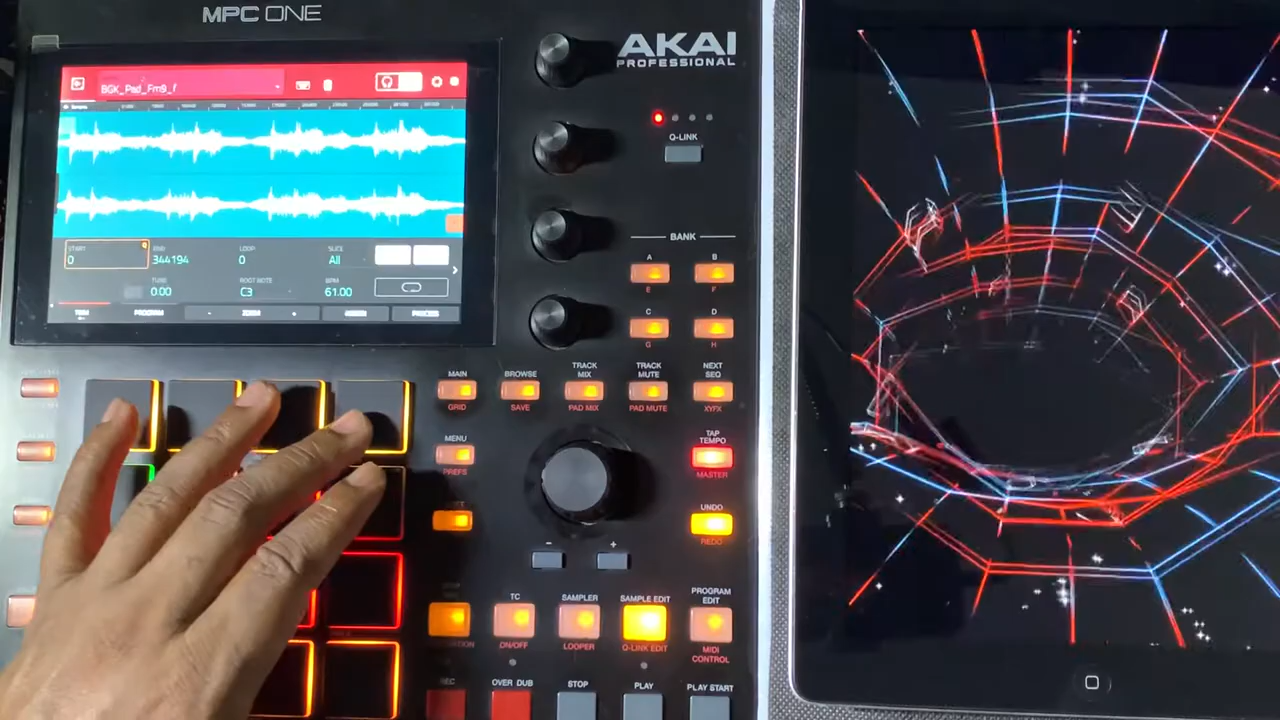 MPC ONE
AKAI
PROFESSIONAL
BGK_Pad_Fm9_f
START
0
END
344194
LOOP
0
SLICE
All
TUNE
0.00
ROOT NOTE
C3
BPM
61.00
TRIM
PROGRAM
-
ZOOM
+
PROCESS
Q-LINK
BANK
A
B
E
F
C
D
G
H
MAIN
BROWSE
TRACK
MIX
TRACK
MUTE
NEXT
SEQ
GRID
SAVE
PAD MIX
PAD MUTE
XYFX
MENU
PREFS
TAP
TEMPO
MASTER
UNDO
REDO
-
+
TC
SAMPLER
SAMPLE EDIT
PROGRAM
EDIT
ON/OFF
LOOPER
Q-LINK EDIT
MIDI
CONTROL
REC
OVER DUB
STOP
PLAY
PLAY START